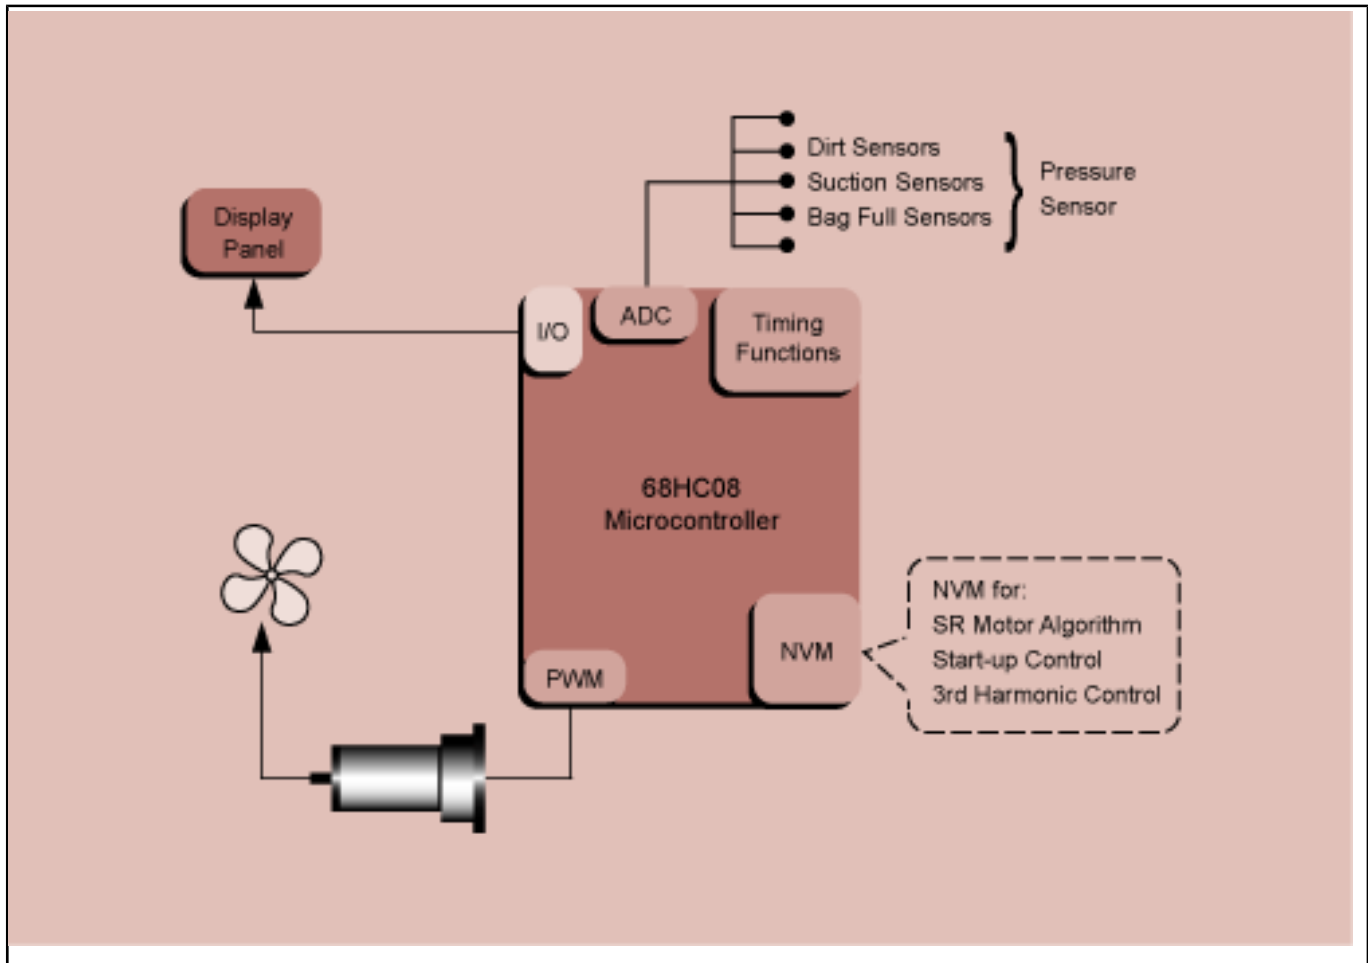 Dirt Sensors
Suction Sensors
Bag Full Sensors
Pressure
Sensor
Display
Panel
I/O
ADC
Timing
Functions
68HC08
Microcontroller
NVM for:
SR Motor Algorithm
Start-up Control
3rd Harmonic Control
NVM
PWM